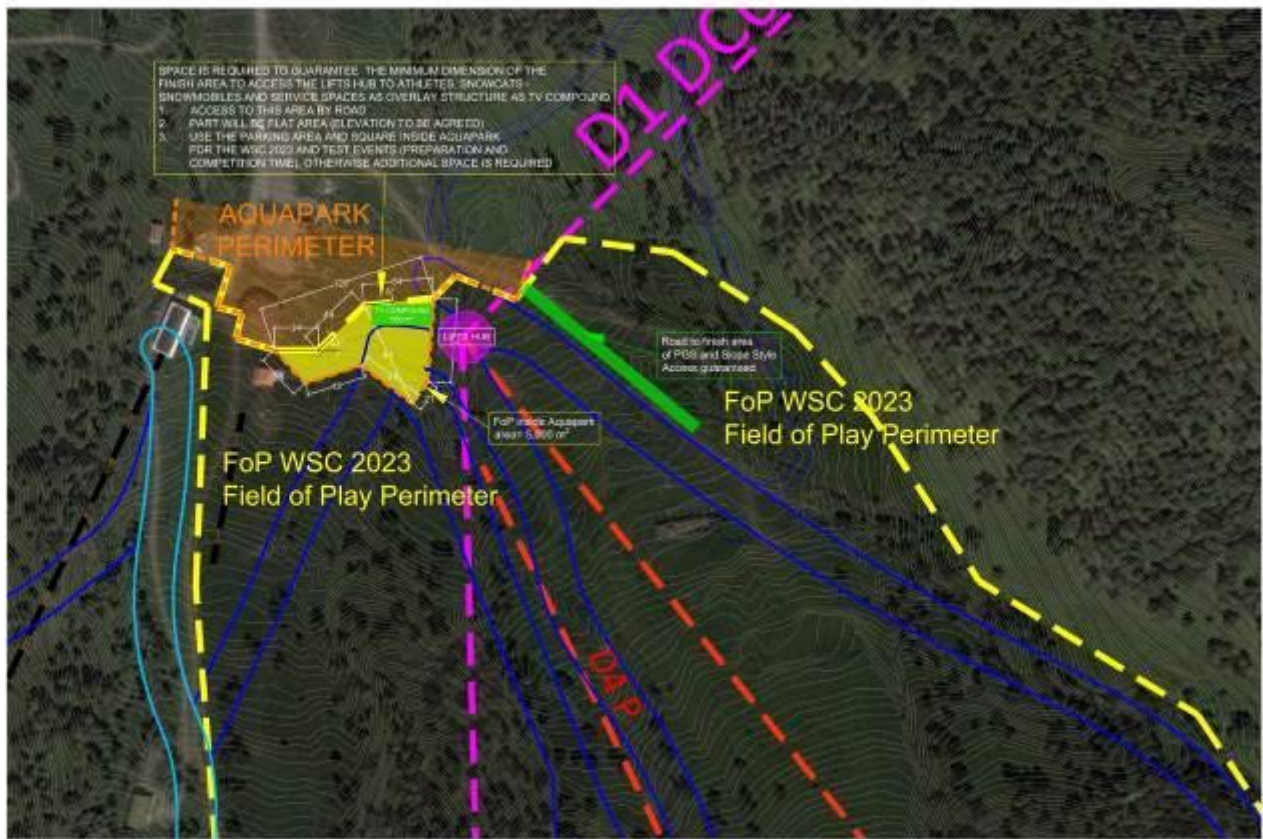 SPACE IS REQUIRED TO GUARANTEE THE MINIMUM DIMENSION OF THE
FINISH AREA TO ACCESS THE LIFTS HUB TO ATHLETES, SNOWCATS -
SNOWMOBILES AND SERVICE SPACES AS OVERLAY STRUCTURE AS TV COMPOUND
1. ACCESS TO THIS AREA BY ROAD
2. PART WILL BE FLAT AREA (ELEVATION TO BE AGREED)
3. USE THE PARKING AREA AND SQUARE INSIDE AQUAPARK
FOR THE WSC 2023 AND TEST EVENTS (PREPARATION AND
COMPETITION TIME), OTHERWISE ADDITIONAL SPACE IS REQUIRED
D1 DCG
AQUAPARK
PERIMETER
TV COMPOUND
LIFTS HUB
Road to finish area
of PGS and Slope Style
Access guaranteed
FoP WSC 2023
Field of Play Perimeter
FoP inside Aquapark
FoP WSC 2023
Field of Play Perimeter
D4 P